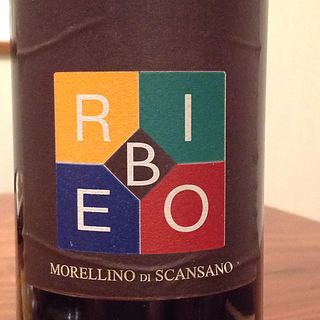 R I
B
E O
MORELLINO DI SCANSANO